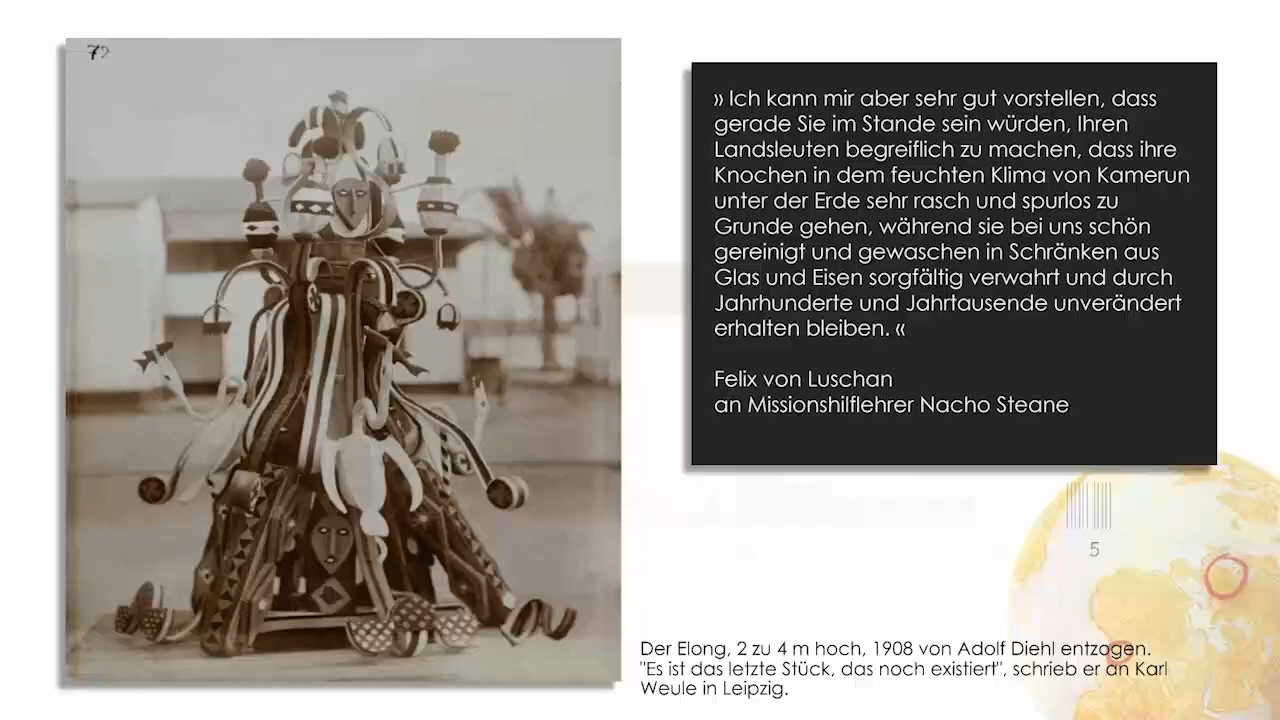 72
» Ich kann mir aber sehr gut vorstellen, dass
gerade Sie im Stande sein würden, Ihren
Landsleuten begreiflich zu machen, dass ihre
Knochen in dem feuchten Klima von Kamerun
unter der Erde sehr rasch und spurlos zu
Grunde gehen, während sie bei uns schön
gereinigt und gewaschen in Schränken aus
Glas und Eisen sorgfältig verwahrt und durch
Jahrhunderte und Jahrtausende unverändert
erhalten bleiben. «
Felix von Luschan
an Missionshilflehrer Nacho Steane
5
Der Elong, 2 zu 4 m hoch, 1908 von Adolf Diehl entzogen.
"Es ist das letzte Stück, das noch existiert", schrieb er an Karl
Weule in Leipzig.